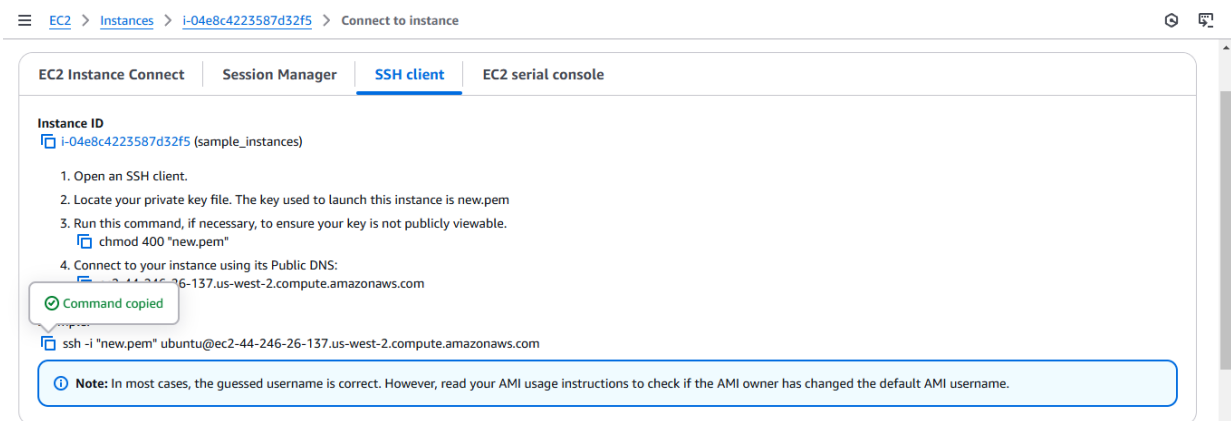 EC2 > Instances > i-04e8c4223587d32f5 > Connect to instance
EC2 Instance Connect Session Manager SSH client EC2 serial console
Instance ID
i-04e8c4223587d32f5 (sample_instances)
1. Open an SSH client.
2. Locate your private key file. The key used to launch this instance is new.pem
3. Run this command, if necessary, to ensure your key is not publicly viewable.
chmod 400 "new.pem"
4. Connect to your instance using its Public DNS:
137.us-west-2.compute.amazonaws.com
Command copied
ssh -i "new.pem" ubuntu@ec2-44-246-26-137.us-west-2.compute.amazonaws.com
Note: In most cases, the guessed username is correct. However, read your AMI usage instructions to check if the AMI owner has changed the default AMI username.